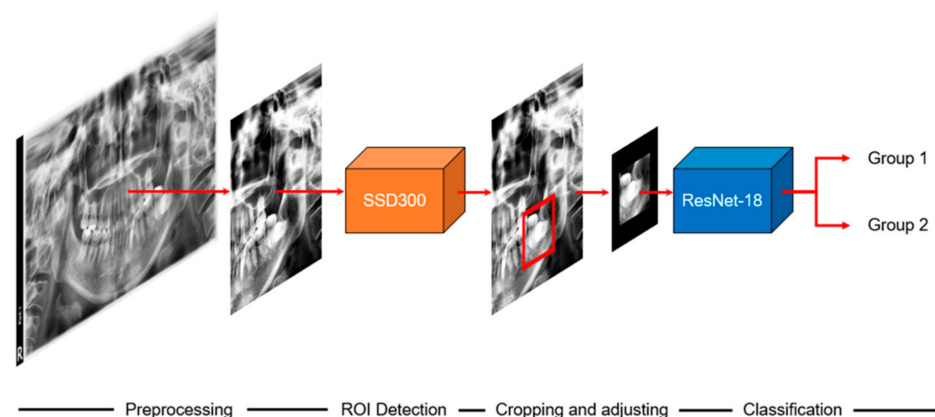 SSD300
ResNet-18
Group 1
Group 2
R
Preprocessing
ROI Detection
Cropping and adjusting
Classification